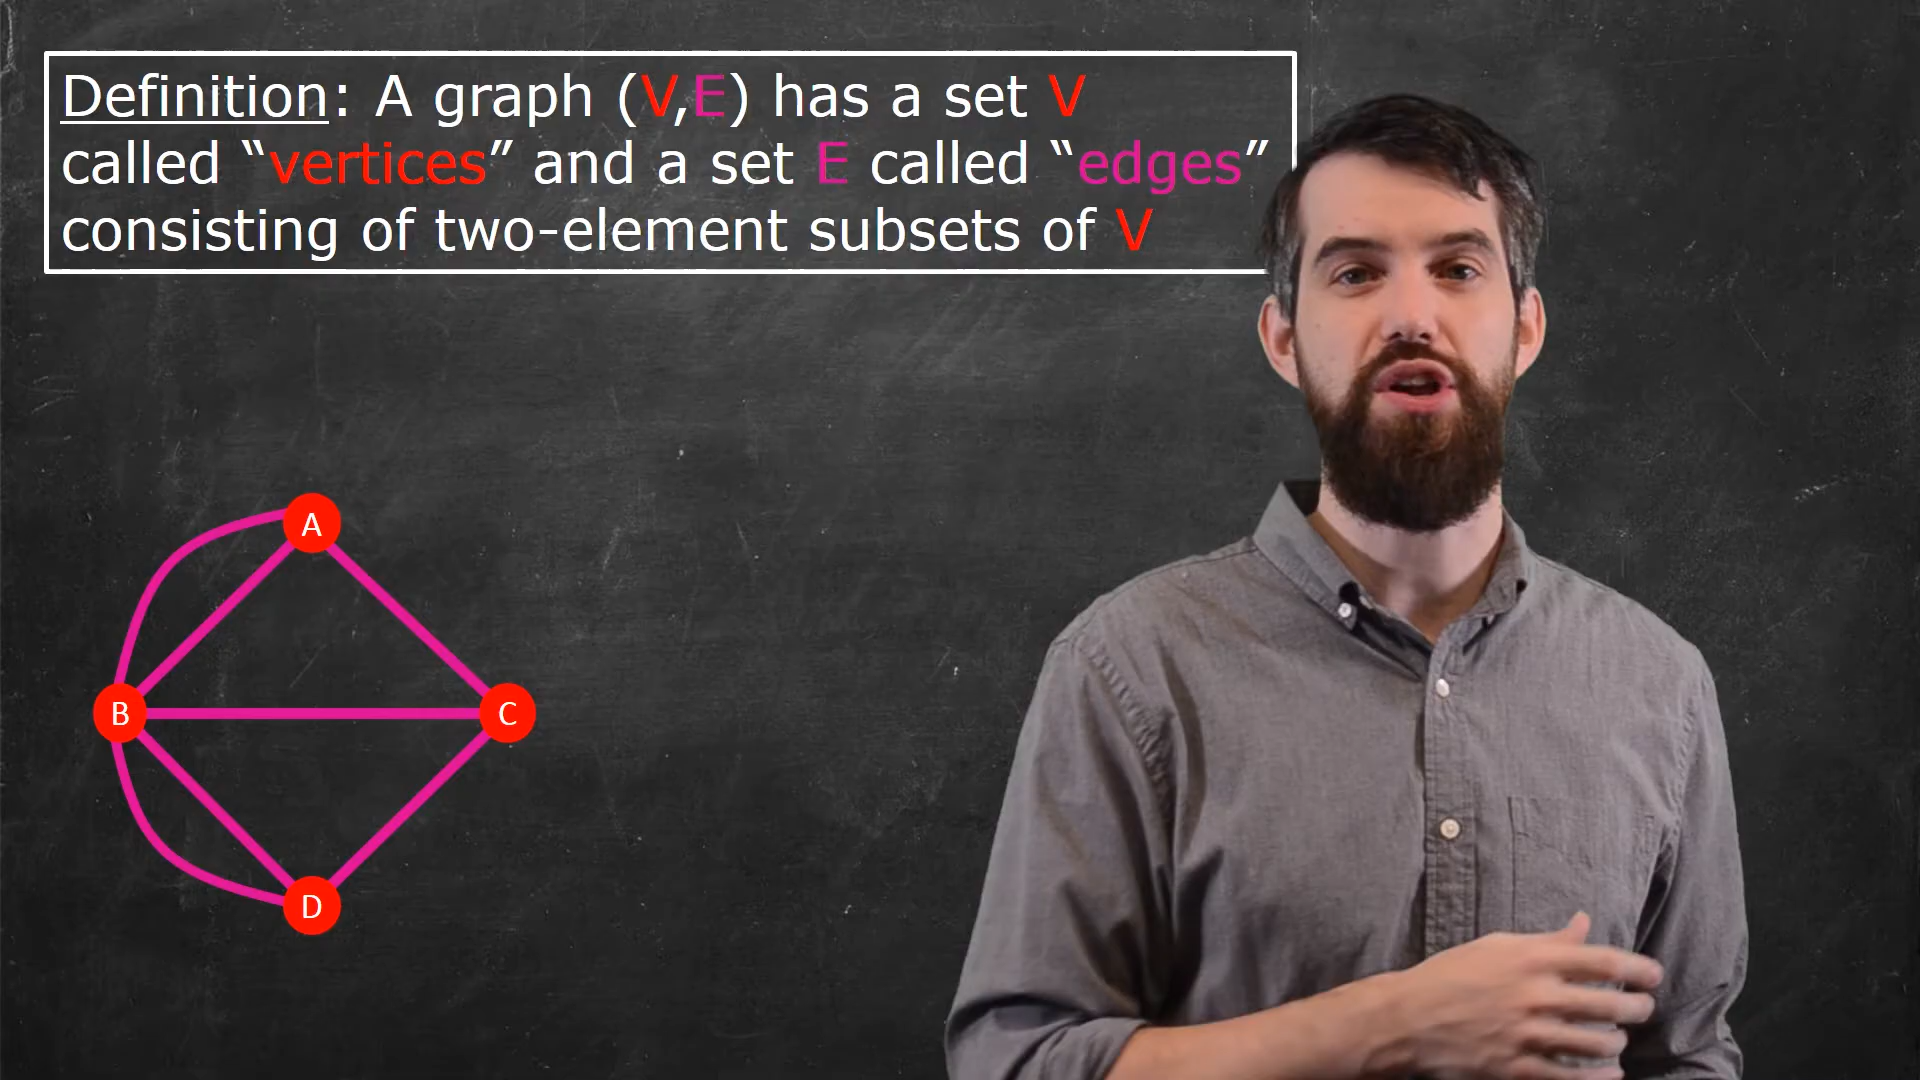 Definition: A graph (V,E) has a set V
called “vertices” and a set E called “edges”
consisting of two-element subsets of V
A
B
C
D